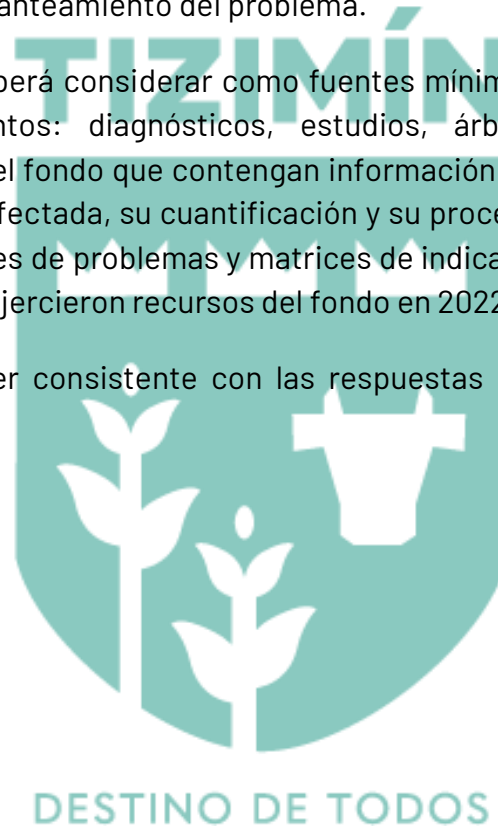 anteamiento del problema.
TIZIMÍN
erá considerar como fuentes mínim
ntos: diagnósticos, estudios, árb
el fondo que contengan información
fectada, su cuantificación y su proce
es de problemas y matrices de indica
jercieron recursos del fondo en 2022
er consistente con las respuestas
DESTINO DE TODOS